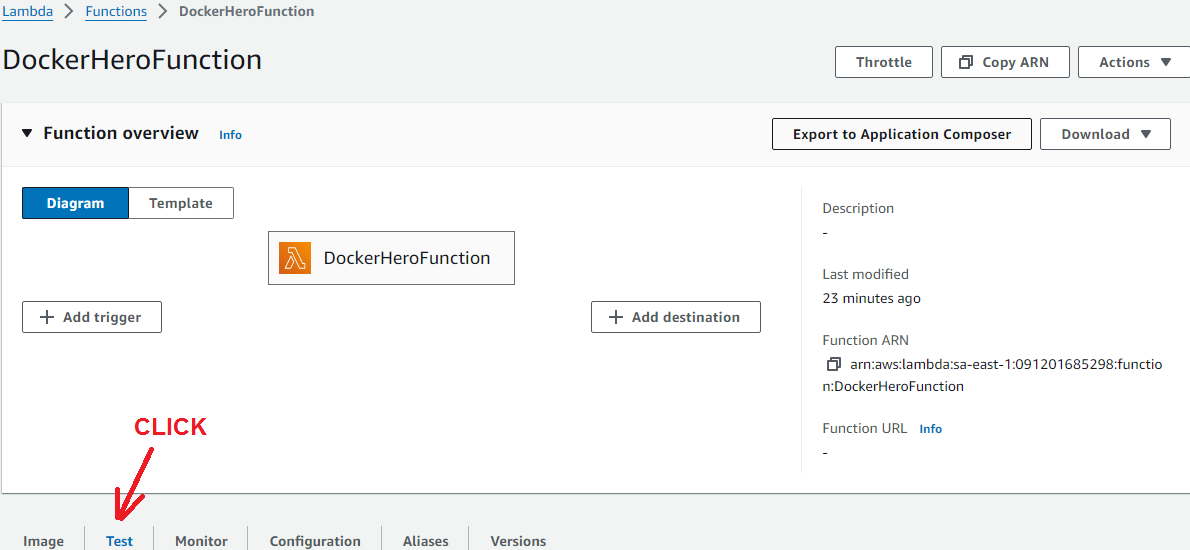 Lambda > Functions > DockerHeroFunction
DockerHeroFunction
Throttle
Copy ARN
Actions
Function overview
Info
Export to Application Composer
Download
Diagram
Template
DockerHeroFunction
+ Add trigger
+ Add destination
Description
-
Last modified
23 minutes ago
Function ARN
arn:aws:lambda:sa-east-1:091201685298:functio
n:DockerHeroFunction
Function URL
Info
-
CLICK
Image
Test
Monitor
Configuration
Aliases
Versions